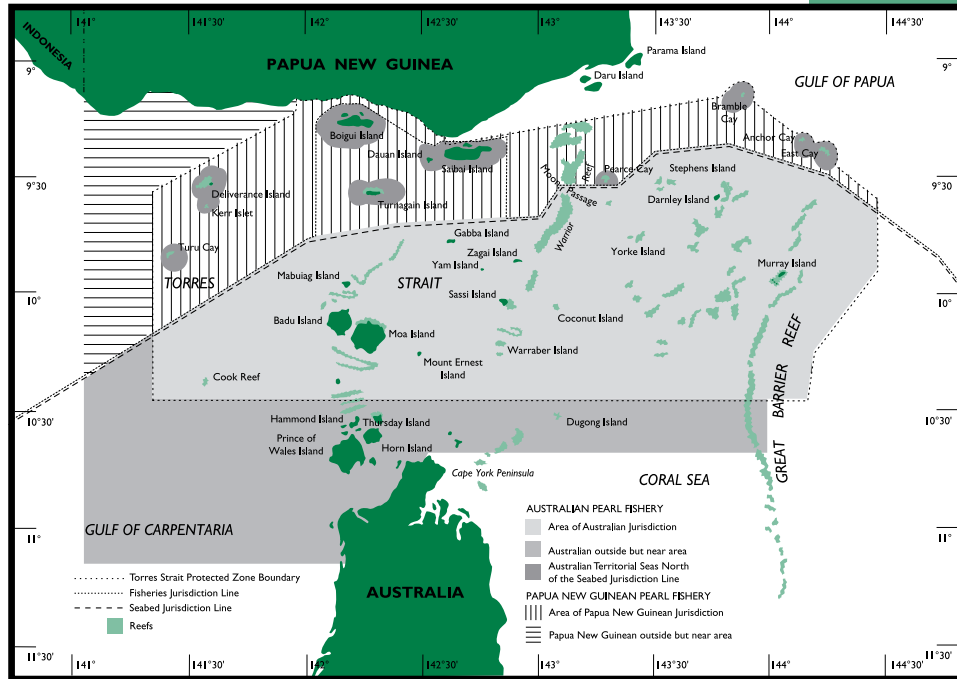 141°
141°30'
142°
142°30'
143°
143°30'
144°
144°30'
INDONESIA
PAPUA NEW GUINEA
Parama Island
Daru Island
GULF OF PAPUA
9°
9°
Bramble
Cay
Anchor Cay
East Cay
Boigui Island
Dauan Island
Saibai Island
Moon
Passage
Reef
Warrior
Pearce Cay
Stephens Island
9°30'
9°30'
Deliverance Island
Kerr Islet
Turnagain Island
Darnley Island
Turu Cay
TORRES
STRAIT
Gabba Island
Zagai Island
Yam Island
Yorke Island
Murray Island
Mabuiag Island
10°
10°
Sassi Island
Badu Island
Moa Island
Coconut Island
Warraber Island
Mount Ernest
Island
Cook Reef
GREAT BARRIER REEF
10°30'
10°30'
Hammond Island
Thursday Island
Dugong Island
Prince of
Wales Island
Horn Island
Cape York Peninsula
CORAL SEA
GULF OF CARPENTARIA
11°
11°
AUSTRALIA
AUSTRALIAN PEARL FISHERY
Area of Australian Jurisdiction
Australian outside but near area
Australian Territorial Seas North
of the Seabed Jurisdiction Line
PAPUA NEW GUINEAN PEARL FISHERY
Area of Papua New Guinean Jurisdiction
Papua New Guinean outside but near area
Torres Strait Protected Zone Boundary
Fisheries Jurisdiction Line
Seabed Jurisdiction Line
Reefs
11°30'
11°30'
141°
141°30'
142°
142°30'
143°
143°30'
144°
144°30'